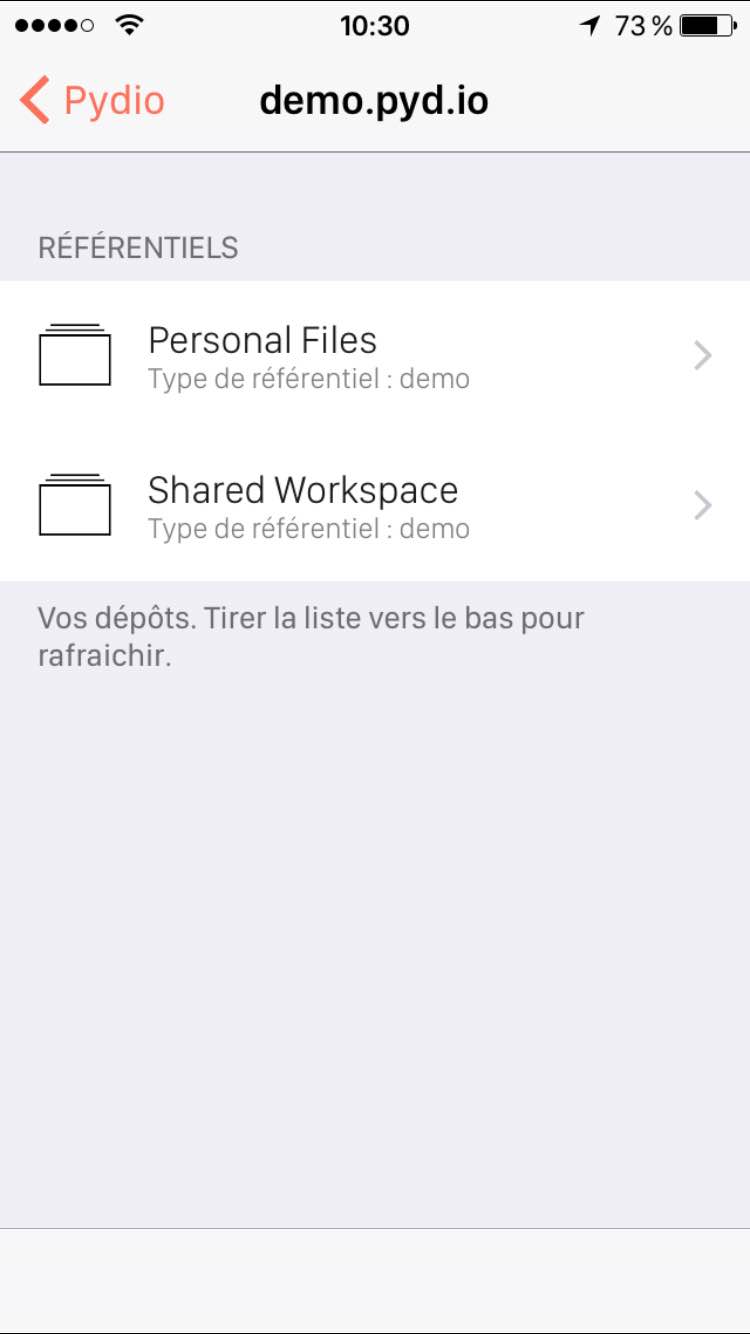 10:30
73 %
Pydio
demo.pyd.io
RÉFÉRENTIELS
Personal Files
Type de référentiel : demo
Shared Workspace
Type de référentiel : demo
Vos dépôts. Tirer la liste vers le bas pour
rafraichir.